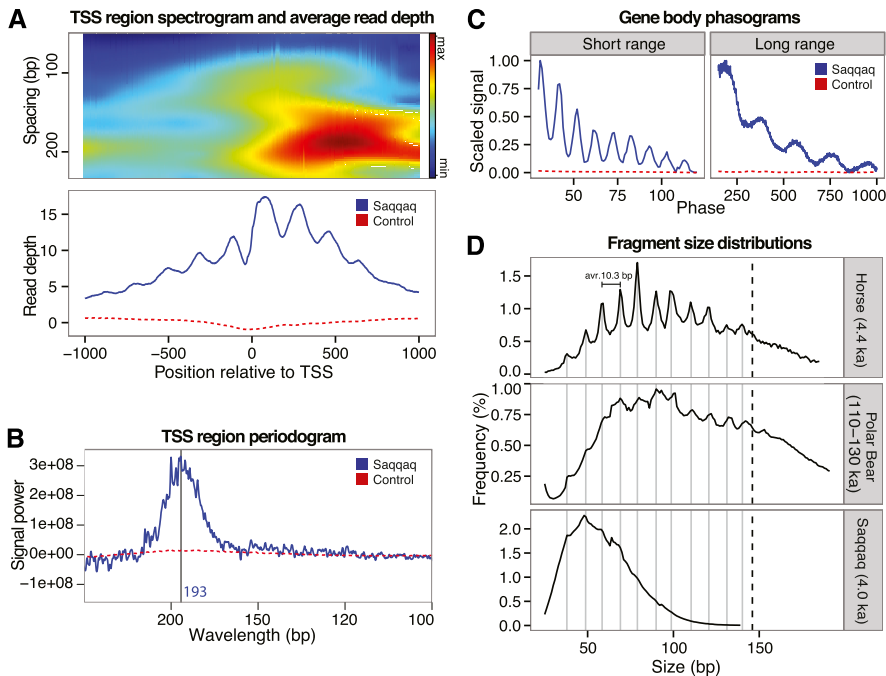 A
TSS region spectrogram and average read depth
Spacing (bp)
100
200
max
min
Read depth
15
10
5
0
Saqqaq
Control
−1000
−500
0
500
1000
Position relative to TSS
B
TSS region periodogram
Signal power
3e+08
2e+08
1e+08
0e+00
−1e+08
Saqqaq
Control
193
200
150
120
100
Wavelength (bp)
C
Gene body phasograms
Short range
Long range
Scaled signal
1.00
0.75
0.50
0.25
0.00
Saqqaq
Control
50
75
100
250
500
750
1000
Phase
D
Fragment size distributions
Frequency (%)
1.5
1.0
0.5
0.0
avr.10.3 bp
Horse (4.4 ka)
1.00
0.75
0.50
0.25
Polar Bear
(110–130 ka)
2.0
1.5
1.0
0.5
0.0
Saqqaq (4.0 ka)
50
100
150
Size (bp)